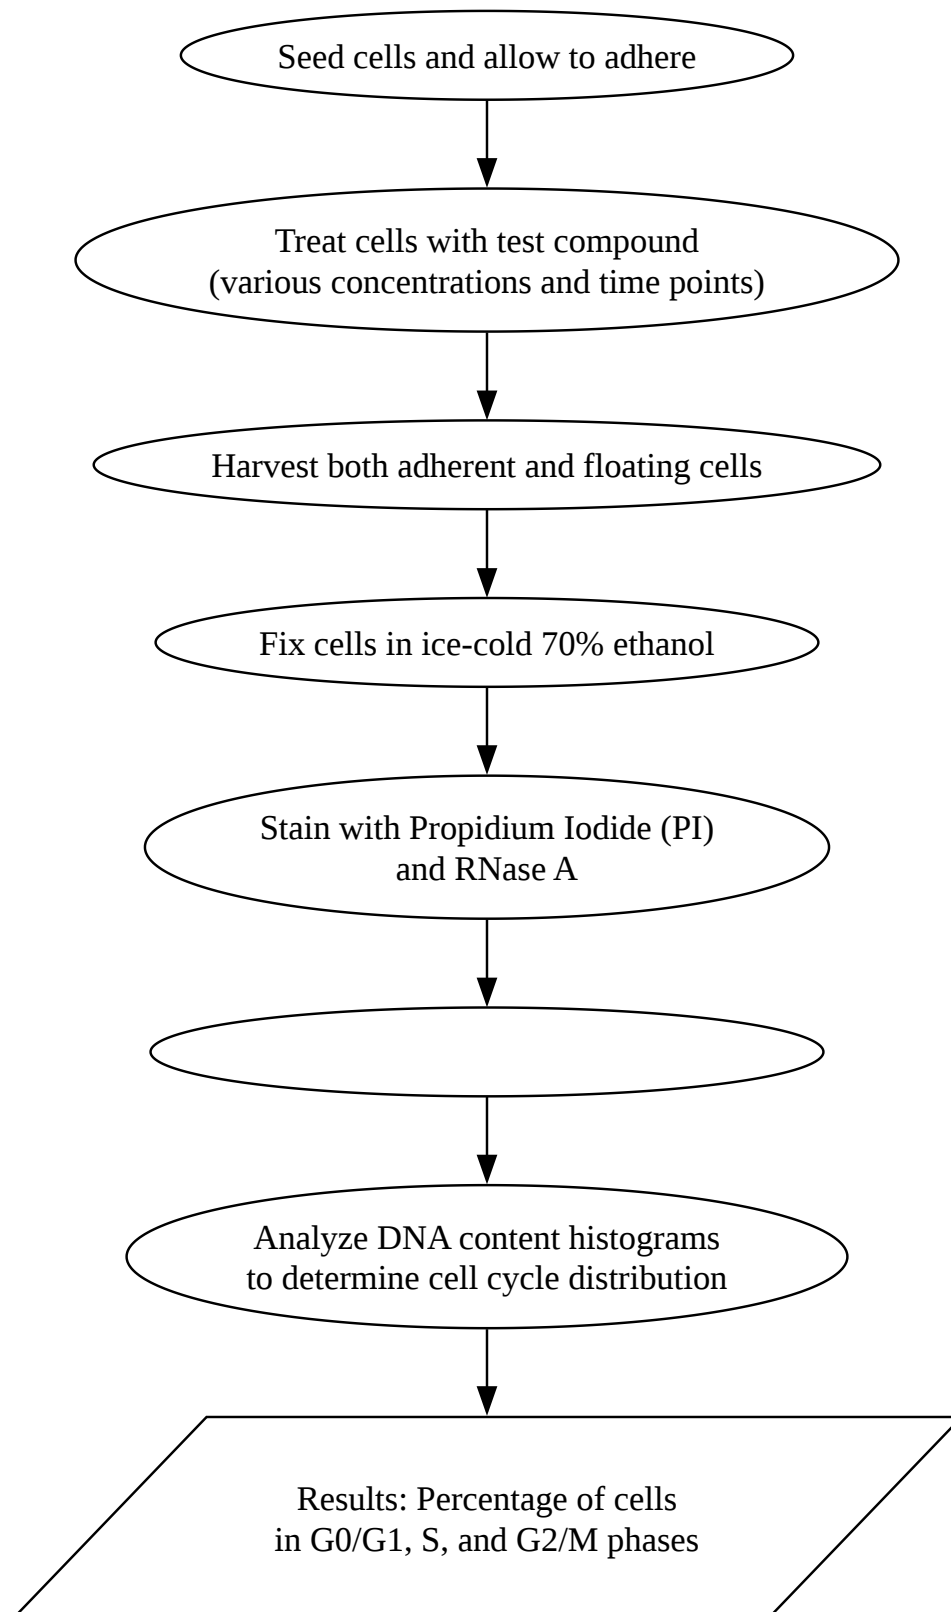 Seed cells and allow to adhere
Treat cells with test compound
(various concentrations and time points)
Harvest both adherent and floating cells
Fix cells in ice-cold 70% ethanol
Stain with Propidium Iodide (PI)
and RNase A
Analyze DNA content histograms
to determine cell cycle distribution
Results: Percentage of cells
in G0/G1, S, and G2/M phases